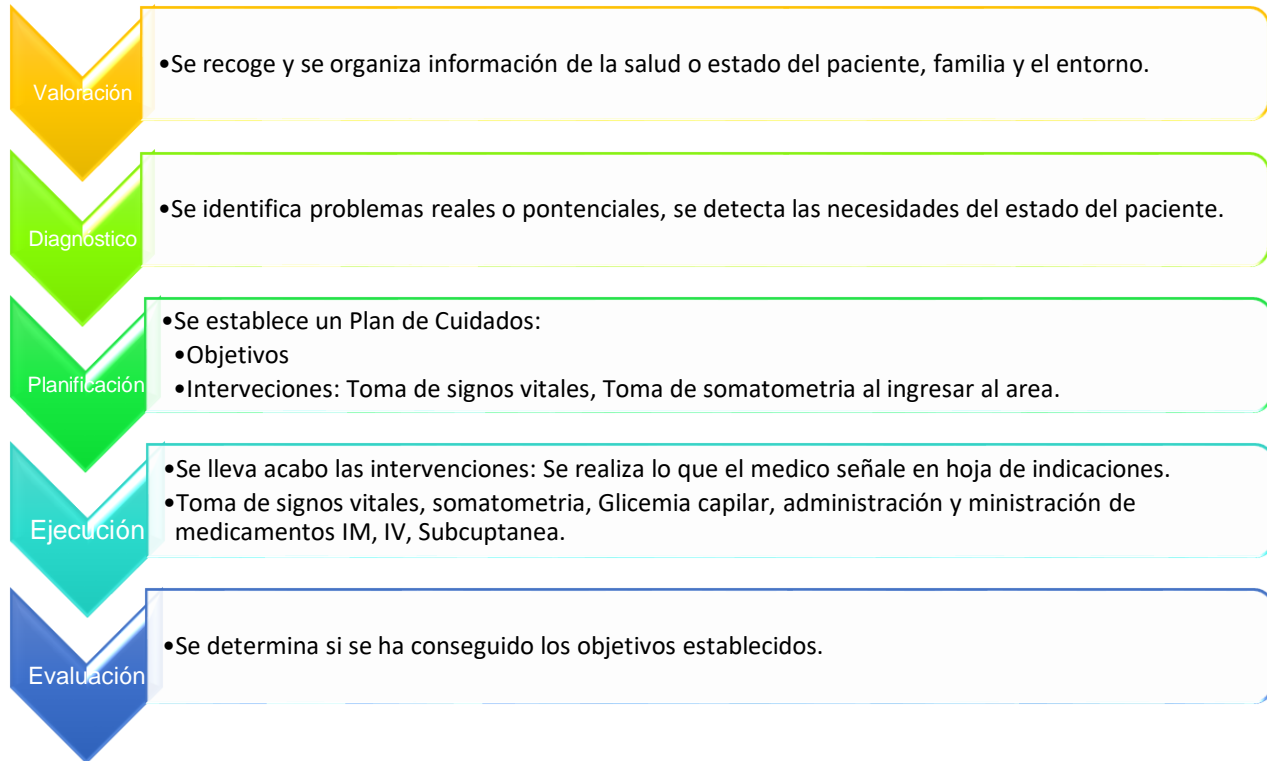 Valoración
•Se recoge y se organiza información de la salud o estado del paciente, familia y el entorno.
Diagnóstico
•Se identifica problemas reales o pontenciales, se detecta las necesidades del estado del paciente.
Planificación
•Se establece un Plan de Cuidados:
•Objetivos
•Interveciones: Toma de signos vitales, Toma de somatometria al ingresar al area.
Ejecución
•Se lleva acabo las intervenciones: Se realiza lo que el medico señale en hoja de indicaciones.
•Toma de signos vitales, somatometria, Glicemia capilar, administración y ministración de
medicamentos IM, IV, Subcuptanea.
Evaluación
•Se determina si se ha conseguido los objetivos establecidos.